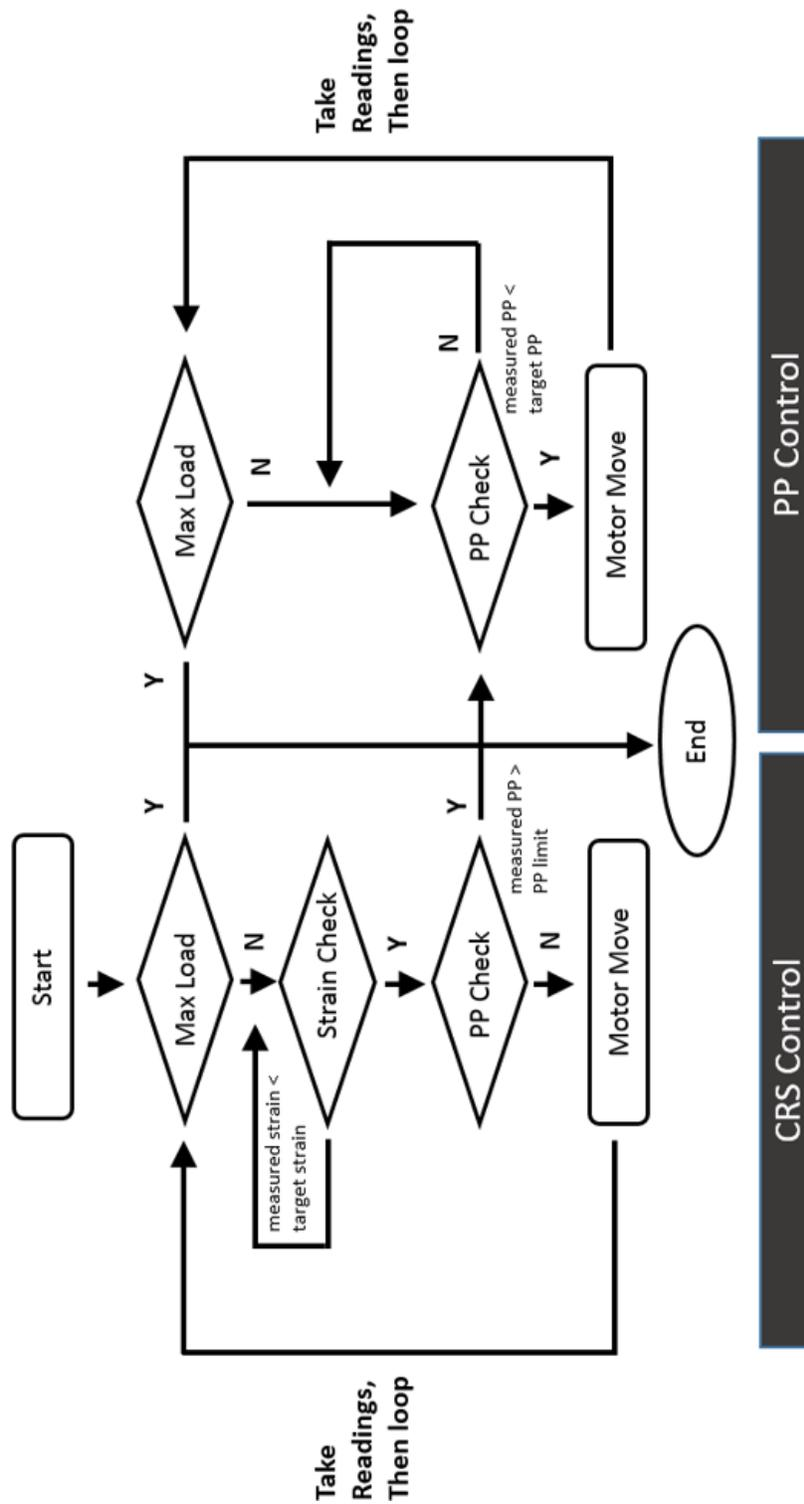 Start
Max Load
Y
Y
Max Load
N
N
measured strain <
target strain
Strain Check
Take
Readings,
Then loop
Take
Readings,
Then loop
Y
Y
N
PP Check
measured PP >
PP limit
PP Check
measured PP <
target PP
N
Y
Motor Move
Motor Move
End
CRS Control
PP Control